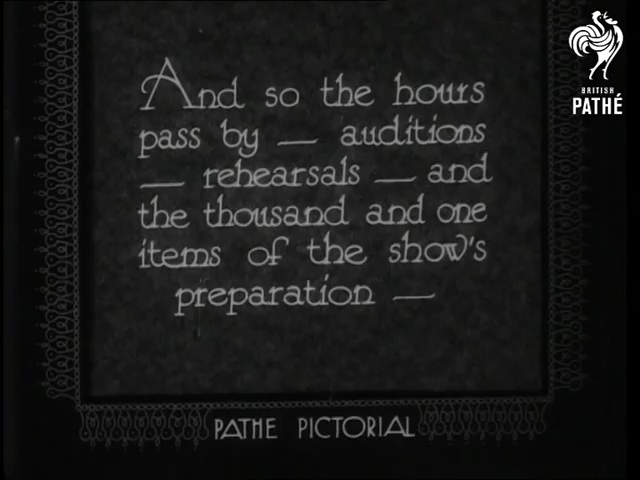 And so the hours
pass by — auditions
— rehearsals — and
the thousand and one
items of the show's
preparation —
PATHE PICTORIAL
BRITISH
PATHÉ